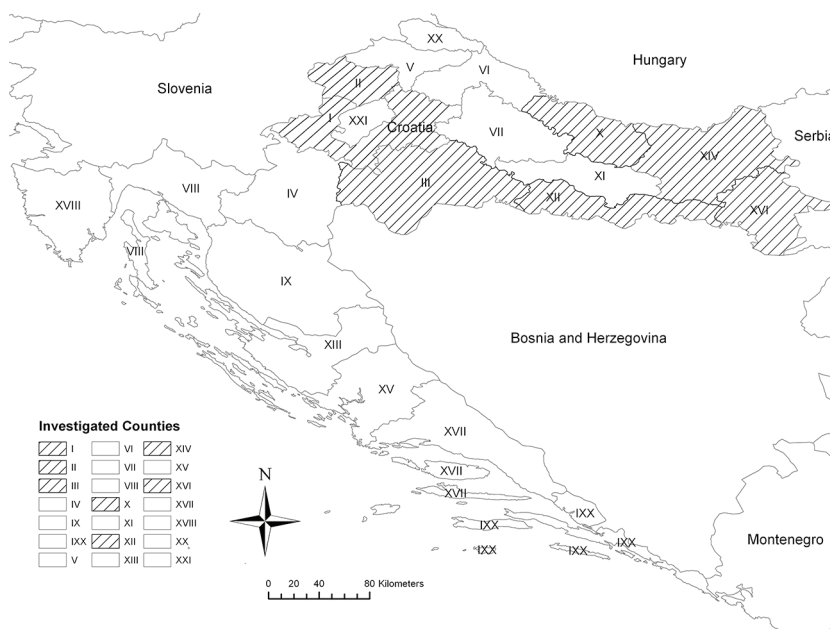 XX
Hungary
V
VI
Slovenia
II
I
XXI
Croatia
VII
X
Serbia
XIV
XI
VIII
III
IV
XII
XVIII
XVI
VIII
IX
Bosnia and Herzegovina
XIII
XV
XVII
XVII
XVII
IXX
IXX
IXX
IXX
IXX
Montenegro
Investigated Counties
I VI XIV
II VII XV
III VIII XVI
IV X XVII
IX XI XVIII
IXX XII XX
V XIII XXI
N
0 20 40 80 Kilometers